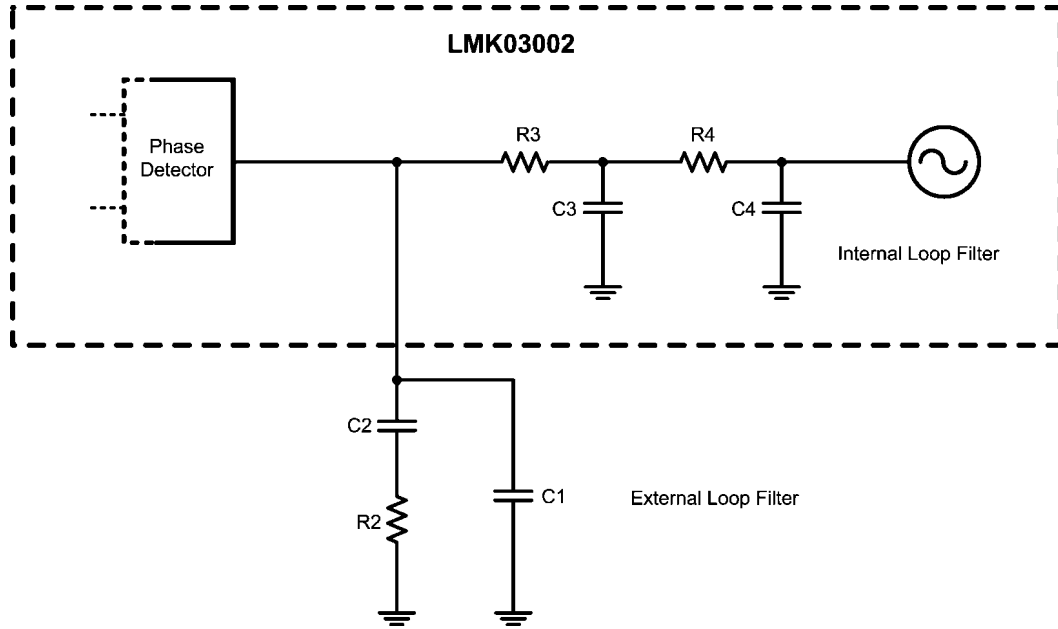 LMK03002
Phase
Detector
R3
R4
C3
C4
Internal Loop Filter
C2
C1
R2
External Loop Filter